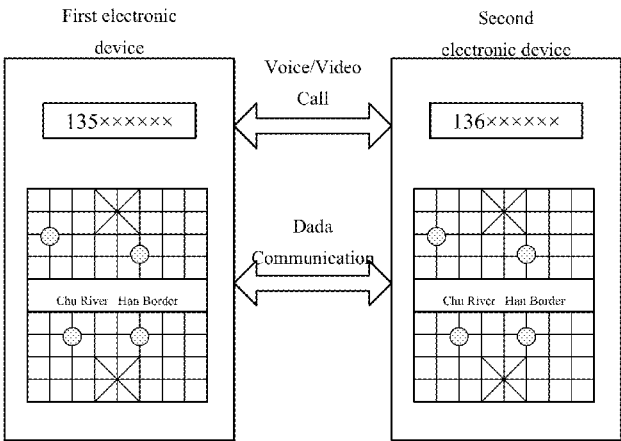 First electronic
device
Second
electronic device
Voice/Video
Call
135××××××
136××××××
Dada
Communication
Chu River Han Border
Chu River Han Border